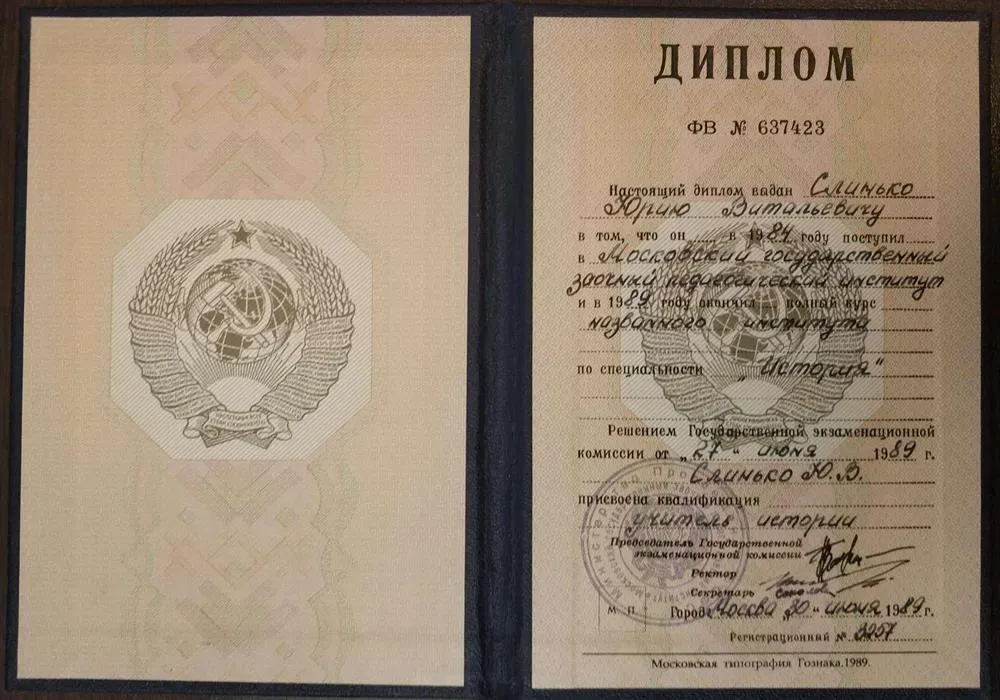 ДИПЛОМ
ФВ № 637423
Настоящий диплом выдан Слинько
Юрию Витальевичу
в том, что он в 1984 году поступил
в Московский государственный
заочный педагогический институт
и в 1989 году окончил полный курс
названного института
по специальности „История“
Решением Государственной экзаменационной
комиссии от „27“ июня 1989 г.
Слинько Ю.В.
присвоена квалификация
учитель истории
Председатель Государственной
экзаменационной комиссии
Ректор
Секретарь
М. П. Город Москва „30“ июня 1989 г.
Регистрационный № 3257
Московская типография Гознака. 1989.